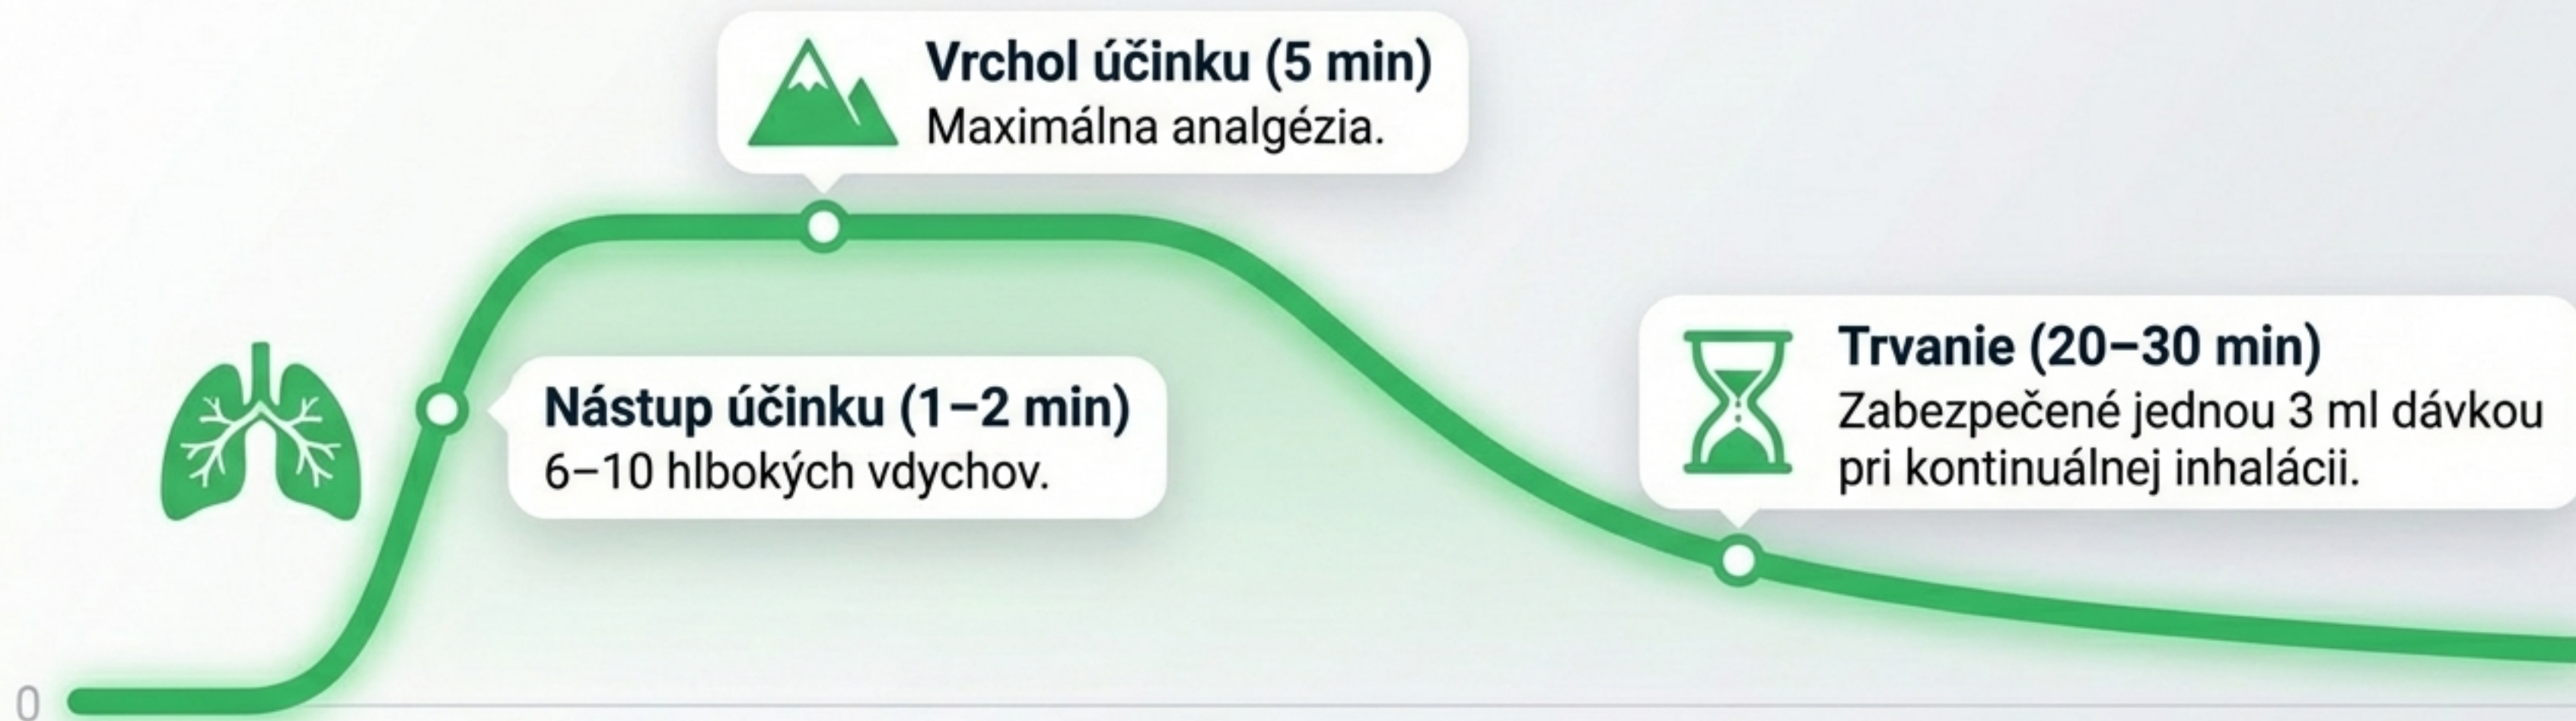 Vrchol účinku (5 min)
Maximálna analgézia.
Nástup účinku (1–2 min)
6–10 hlbokých vdychov.
Trvanie (20–30 min)
Zabezpečené jednou 3 ml dávkou
pri kontinuálnej inhalácii.
0